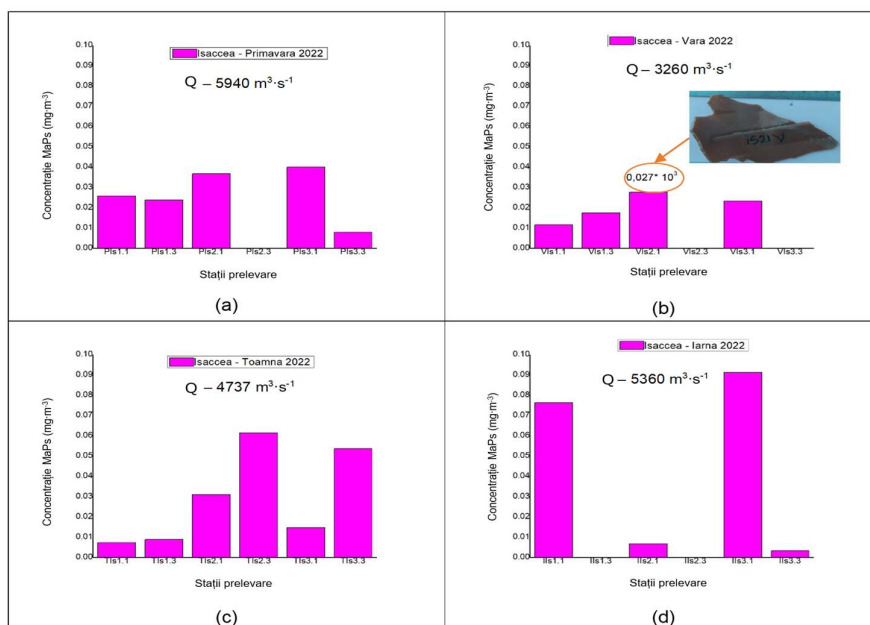 Isaccea - Primavara 2022
Q – 5940 m³·s⁻¹
Concentrație MaPs (mg·m⁻³)
0.10
0.09
0.08
0.07
0.06
0.05
0.04
0.03
0.02
0.01
0.00
PIs1.1 PIs1.3 PIs2.1 PIs2.3 PIs3.1 PIs3.3
Stații prelevare
(a)
Isaccea - Vara 2022
Q – 3260 m³·s⁻¹
Concentrație MaPs (mg·m⁻³)
0.10
0.09
0.08
0.07
0.06
0.05
0.04
0.03
0.02
0.01
0.00
0,027* 10³
VIs1.1 VIs1.3 VIs2.1 VIs2.3 VIs3.1 VIs3.3
Stații prelevare
(b)
Isaccea - Toamna 2022
Q – 4737 m³·s⁻¹
Concentrație MaPs (mg·m⁻³)
0.10
0.09
0.08
0.07
0.06
0.05
0.04
0.03
0.02
0.01
0.00
TIs1.1 TIs1.3 TIs2.1 TIs2.3 TIs3.1 TIs3.3
Stații prelevare
(c)
Isaccea - Iarna 2022
Q – 5360 m³·s⁻¹
Concentrație MaPs (mg·m⁻³)
0.10
0.09
0.08
0.07
0.06
0.05
0.04
0.03
0.02
0.01
0.00
IIs1.1 IIs1.3 IIs2.1 IIs2.3 IIs3.1 IIs3.3
Stații prelevare
(d)